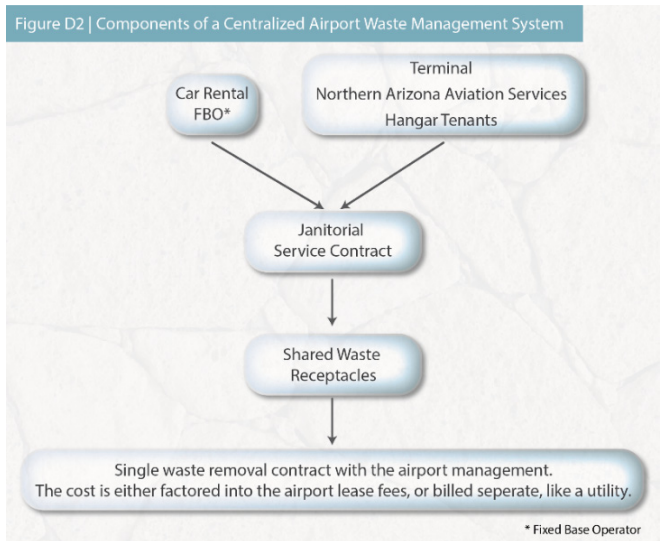 Figure D2 | Components of a Centralized Airport Waste Management System
Car Rental
FBO*
Terminal
Northern Arizona Aviation Services
Hangar Tenants
Janitorial
Service Contract
Shared Waste
Receptacles
Single waste removal contract with the airport management.
The cost is either factored into the airport lease fees, or billed seperate, like a utility.
* Fixed Base Operator